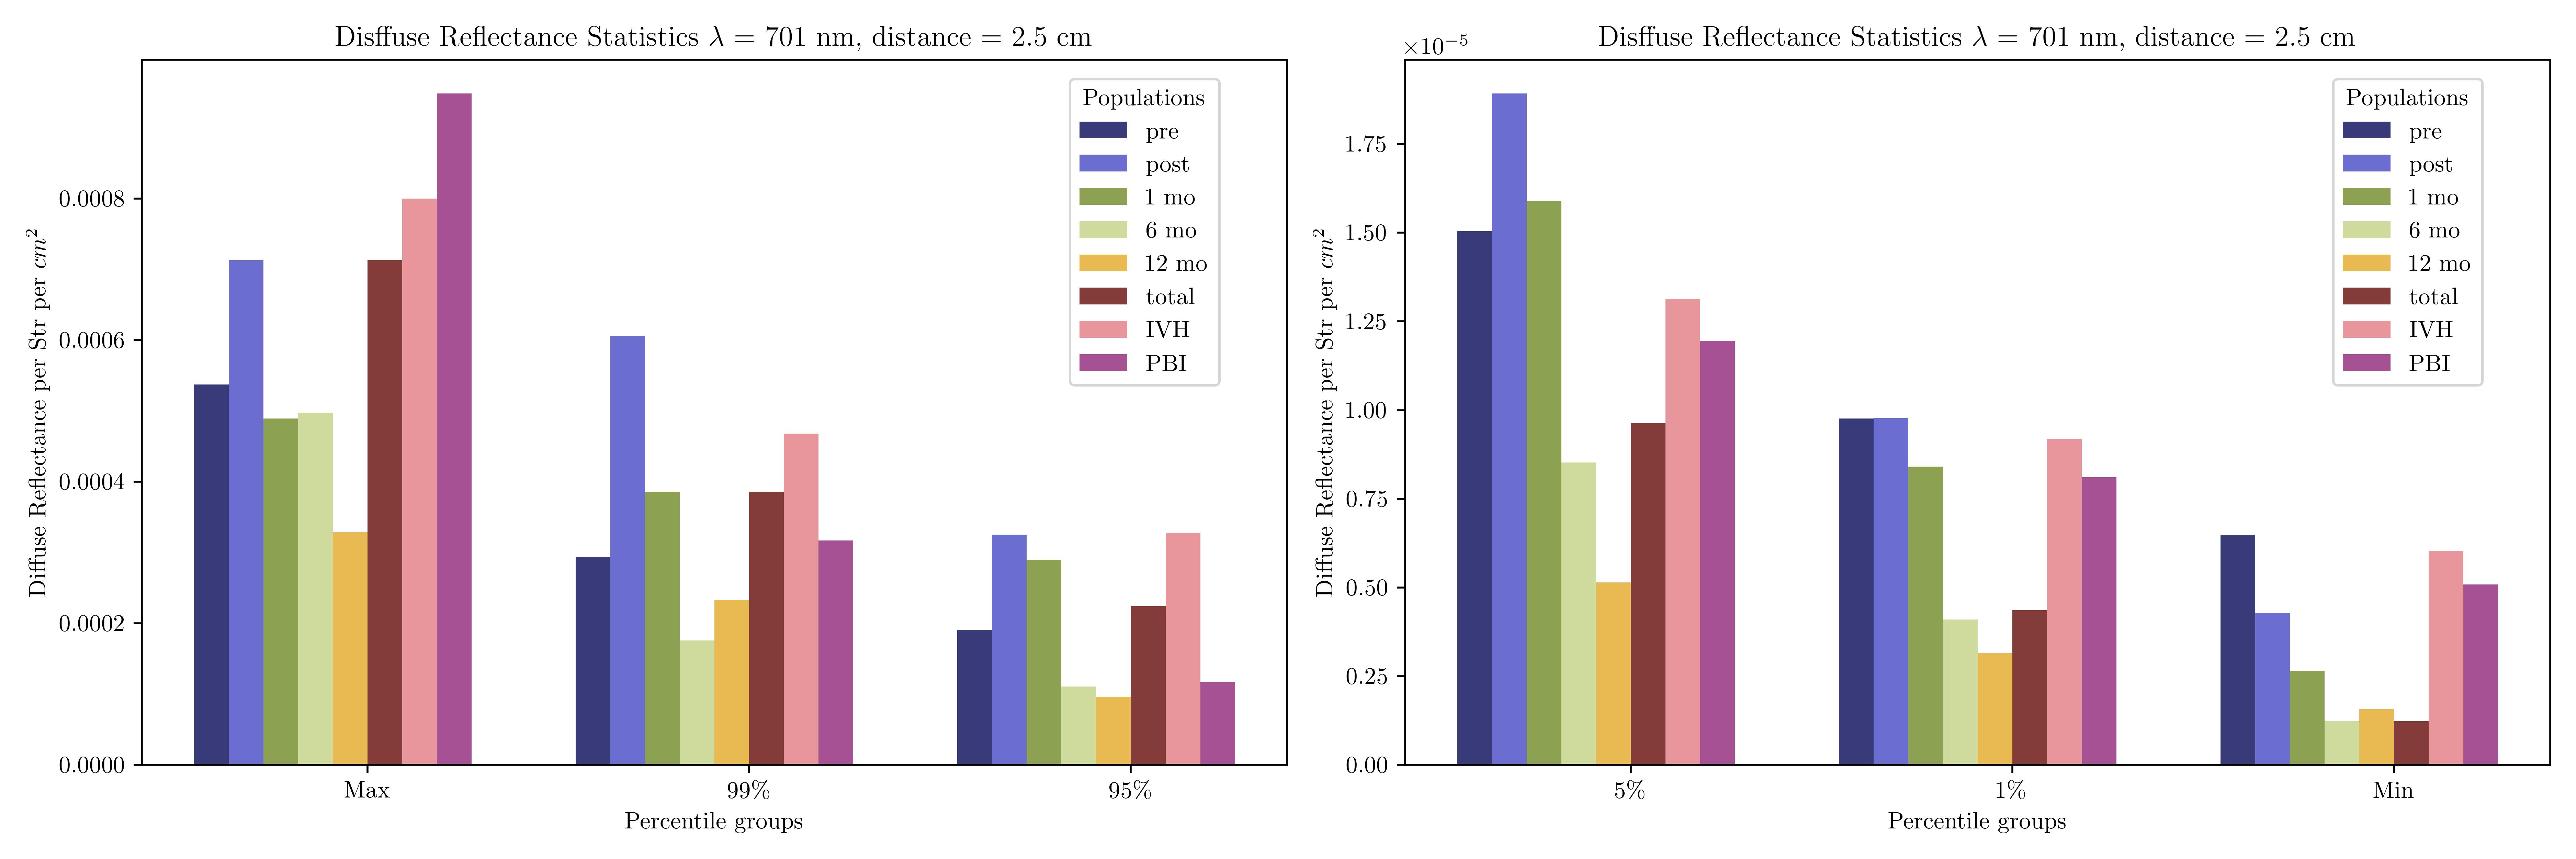 Disffuse Reflectance Statistics λ = 701 nm, distance = 2.5 cm
Diffuse Reflectance per Str per cm²
0.0008
0.0006
0.0004
0.0002
0.0000
Max
99%
95%
Percentile groups
Populations
pre
post
1 mo
6 mo
12 mo
total
IVH
PBI
Disffuse Reflectance Statistics λ = 701 nm, distance = 2.5 cm
×10⁻⁵
Diffuse Reflectance per Str per cm²
1.75
1.50
1.25
1.00
0.75
0.50
0.25
0.00
5%
1%
Min
Percentile groups
Populations
pre
post
1 mo
6 mo
12 mo
total
IVH
PBI